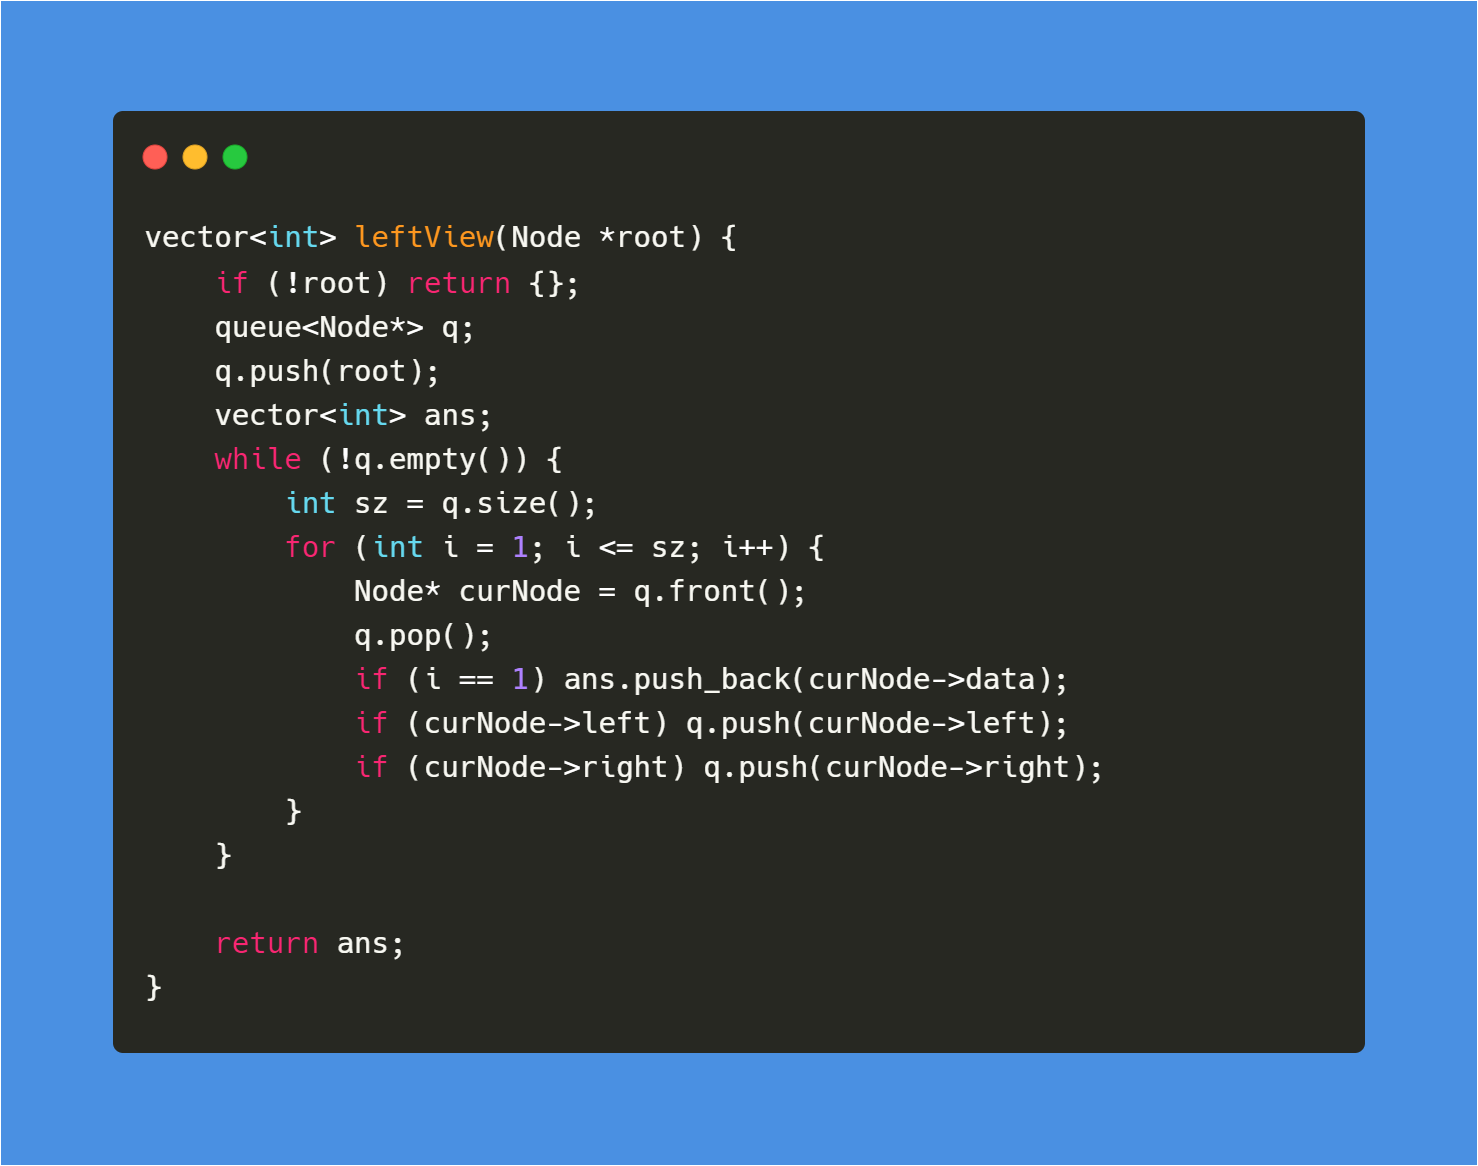 vector<int> leftView(Node *root) {
    if (!root) return {};
    queue<Node*> q;
    q.push(root);
    vector<int> ans;
    while (!q.empty()) {
        int sz = q.size();
        for (int i = 1; i <= sz; i++) {
            Node* curNode = q.front();
            q.pop();
            if (i == 1) ans.push_back(curNode->data);
            if (curNode->left) q.push(curNode->left);
            if (curNode->right) q.push(curNode->right);
        }
    }

    return ans;
}